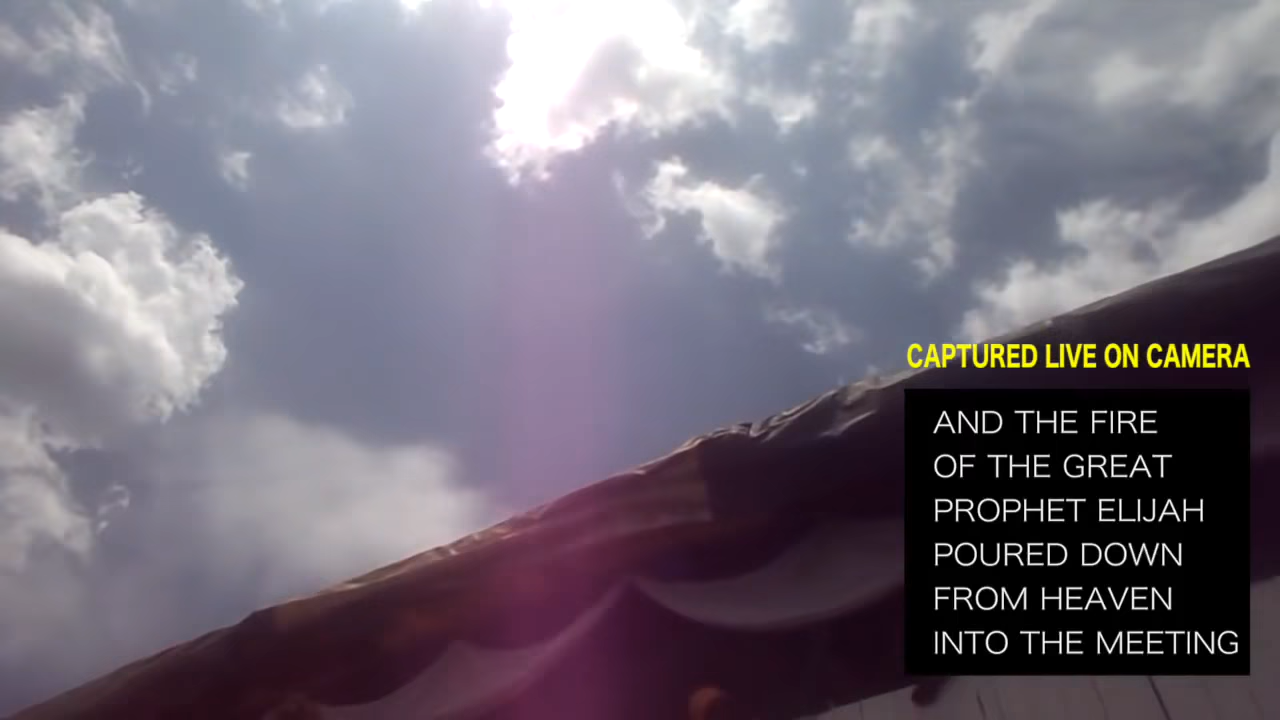 CAPTURED LIVE ON CAMERA
AND THE FIRE
OF THE GREAT
PROPHET ELIJAH
POURED DOWN
FROM HEAVEN
INTO THE MEETING